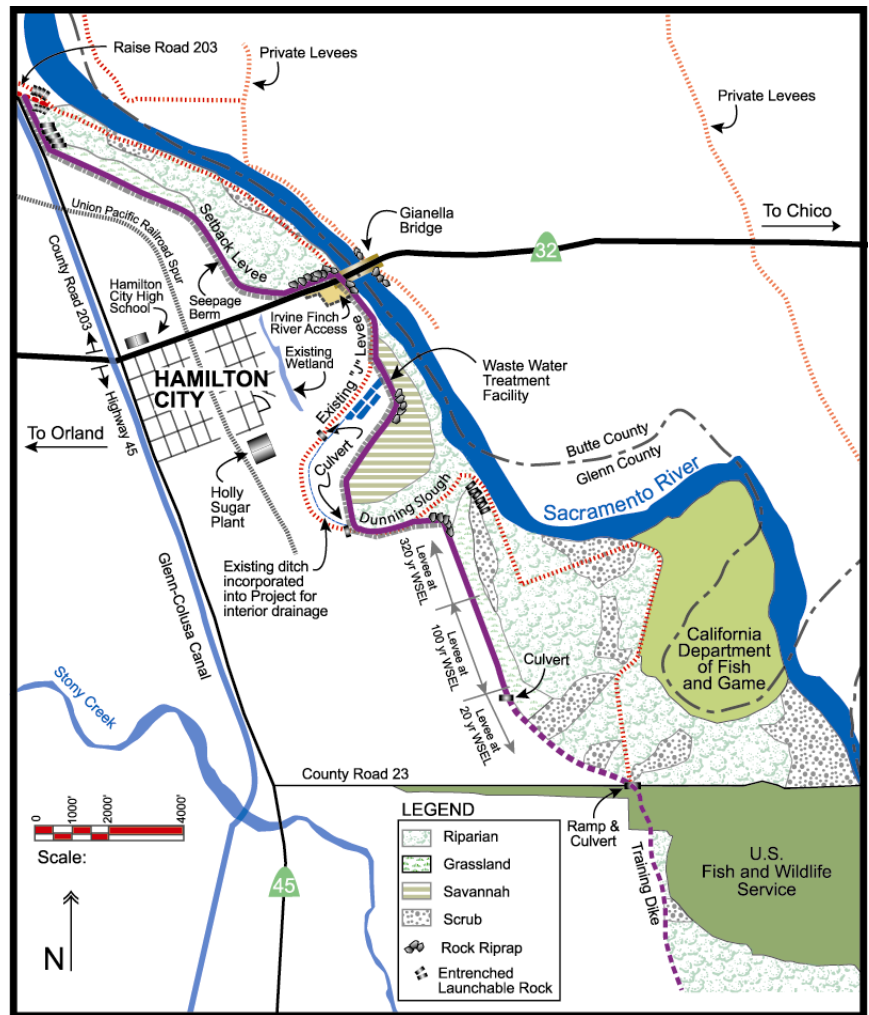 Raise Road 203
Private Levees
Private Levees
To Chico
Gianella
Bridge
32
Union Pacific Railroad Spur
Setback Levee
County Road 203
Hamilton
City High
School
Seepage
Berm
Irvine Finch
River Access
Existing
Wetland
Existing "J" Levee
Waste Water
Treatment
Facility
HAMILTON
CITY
Highway 45
To Orland
Butte County
Glenn County
Culvert
Sacramento River
Holly
Sugar
Plant
Dunning Slough
Existing ditch
incorporated
into Project for
interior drainage
Levee at
320 yr WSEL
Levee at
100 yr WSEL
Levee at
20 yr WSEL
California
Department
of Fish
and Game
Culvert
Glenn-Colusa Canal
Stony Creek
County Road 23
0
1000'
2000'
4000'
Scale:
N
45
LEGEND
Riparian
Grassland
Savannah
Scrub
Rock Riprap
Entrenched
Launchable Rock
Ramp &
Culvert
Training Dike
U.S.
Fish and Wildlife
Service